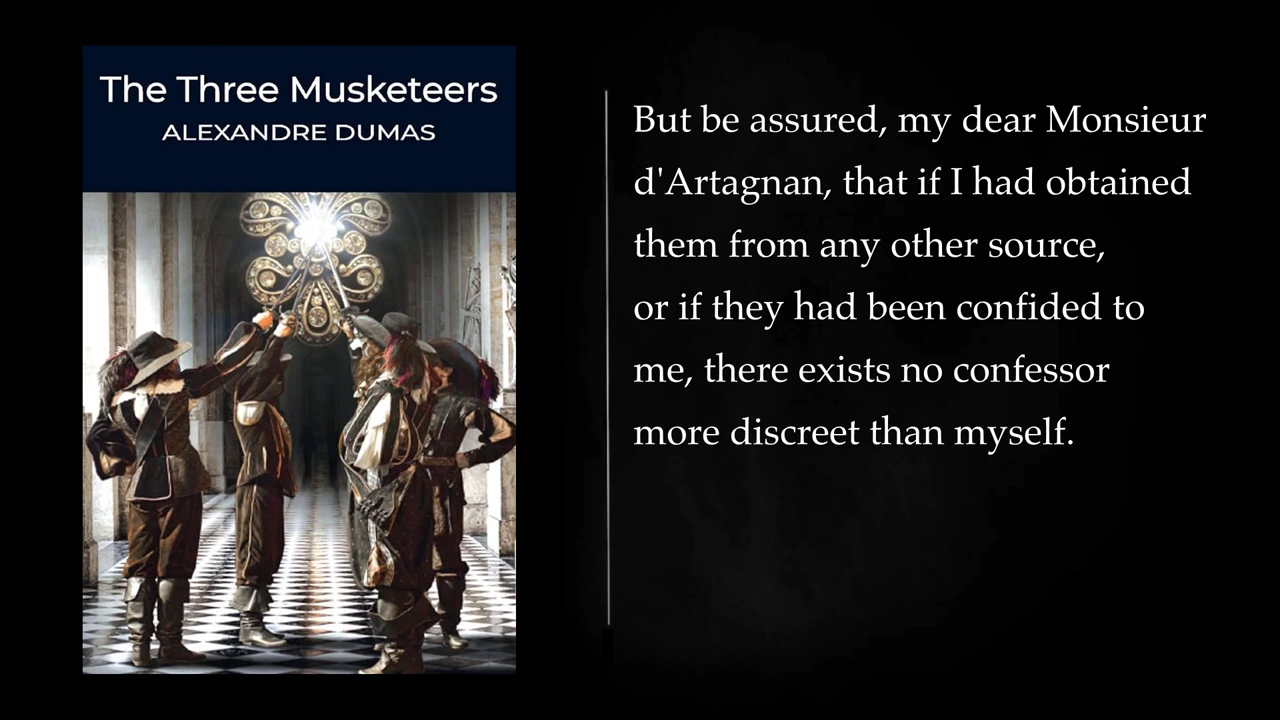 The Three Musketeers
ALEXANDRE DUMAS
But be assured, my dear Monsieur
d'Artagnan, that if I had obtained
them from any other source,
or if they had been confided to
me, there exists no confessor
more discreet than myself.